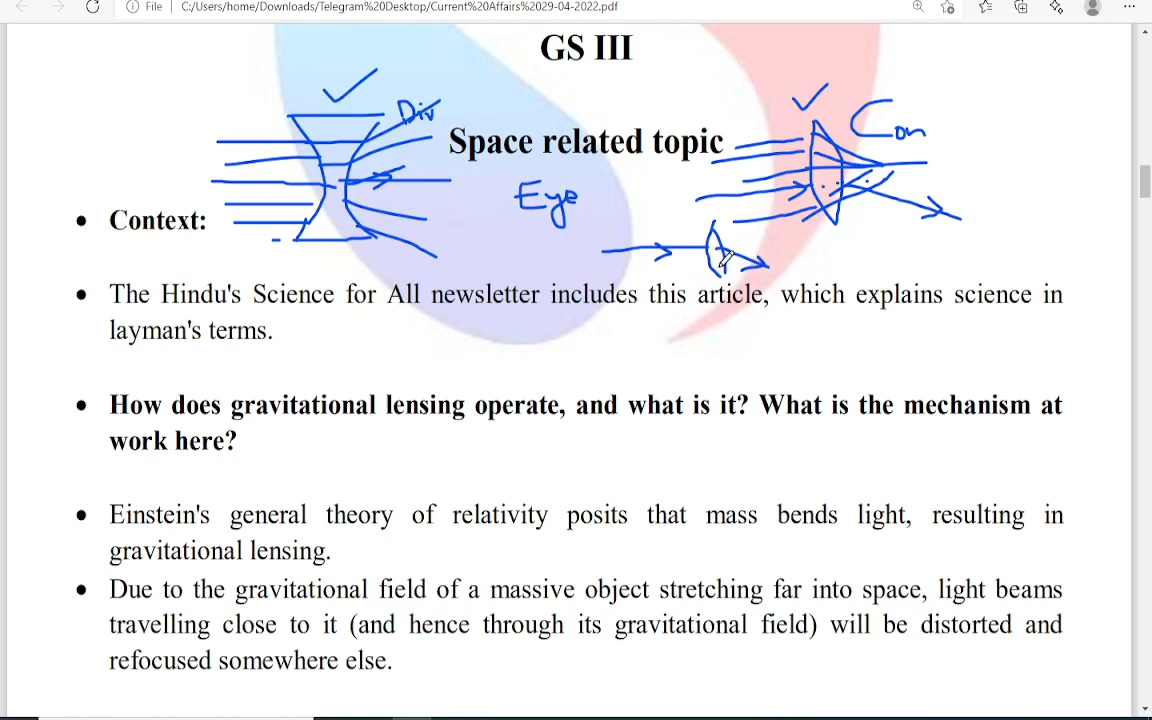 File C:/Users/home/Downloads/Telegram%20Desktop/Current%20Affairs%2029-04-2022.pdf
GS III
Div
Con
Space related topic
Eye
• Context:
• The Hindu's Science for All newsletter includes this article, which explains science in
layman's terms.
• How does gravitational lensing operate, and what is it? What is the mechanism at
work here?
• Einstein's general theory of relativity posits that mass bends light, resulting in
gravitational lensing.
• Due to the gravitational field of a massive object stretching far into space, light beams
travelling close to it (and hence through its gravitational field) will be distorted and
refocused somewhere else.